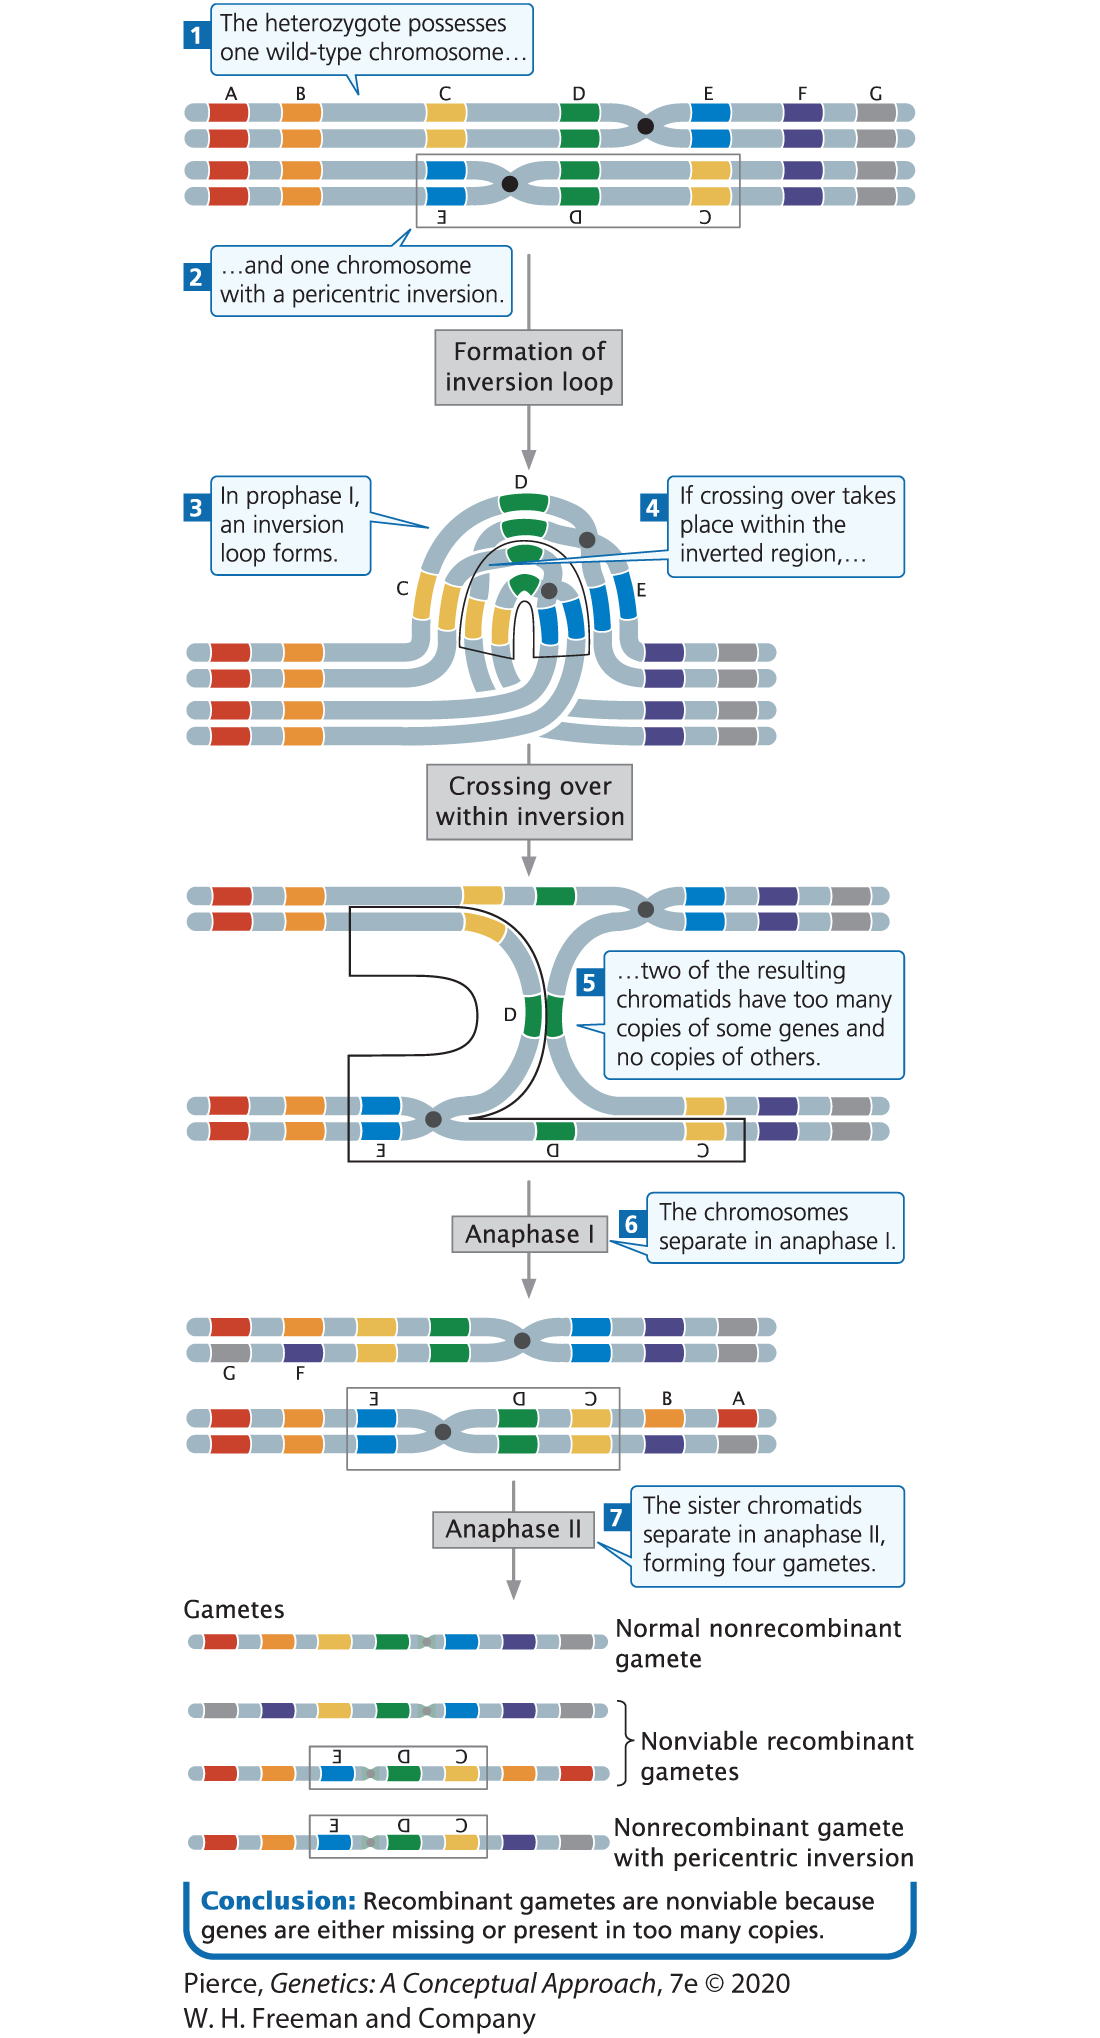 1
The heterozygote possesses
one wild-type chromosome…
A B C D E F G
E D C
2
…and one chromosome
with a pericentric inversion.
Formation of
inversion loop
3
In prophase I,
an inversion
loop forms.
D
4
If crossing over takes
place within the
inverted region,…
C
E
Crossing over
within inversion
5
…two of the resulting
chromatids have too many
copies of some genes and
no copies of others.
D
E D C
Anaphase I
6
The chromosomes
separate in anaphase I.
G F
E D C B A
Anaphase II
7
The sister chromatids
separate in anaphase II,
forming four gametes.
Gametes
Normal nonrecombinant
gamete
Nonviable recombinant
gametes
E D C
E D C
Nonrecombinant gamete
with pericentric inversion
Conclusion: Recombinant gametes are nonviable because
genes are either missing or present in too many copies.
Pierce, Genetics: A Conceptual Approach, 7e © 2020
W. H. Freeman and Company